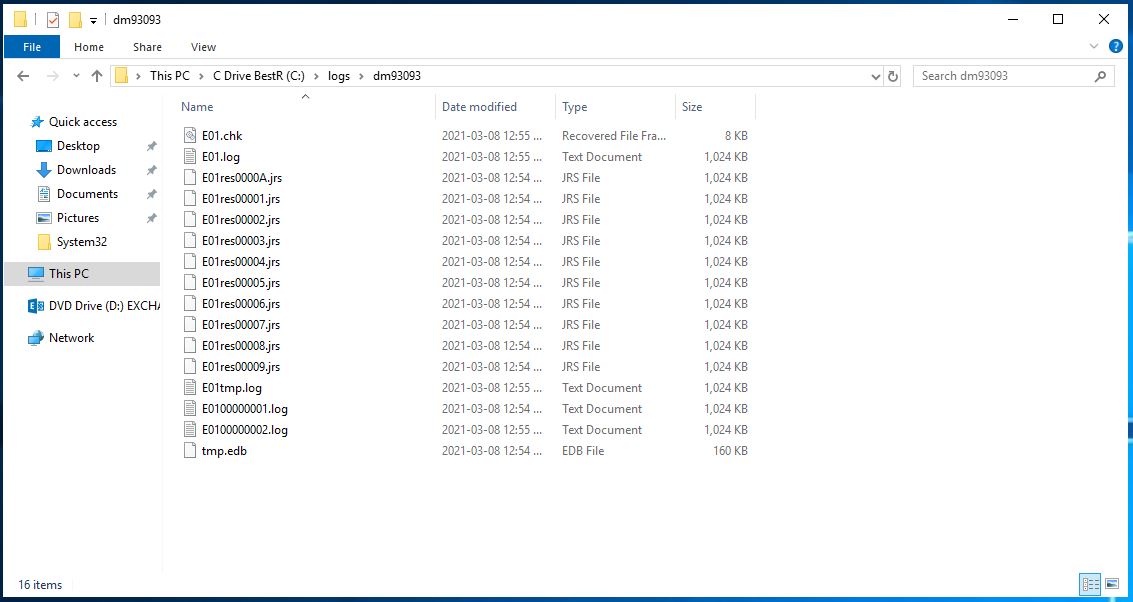 dm93093
File Home Share View
This PC C Drive BestR (C:) logs dm93093 Search dm93093
Quick access
Desktop
Downloads
Documents
Pictures
System32
This PC
DVD Drive (D:) EXCHA
Network
Name Date modified Type Size
E01.chk 2021-03-08 12:55 ... Recovered File Fra... 8 KB
E01.log 2021-03-08 12:55 ... Text Document 1,024 KB
E01res0000A.jrs 2021-03-08 12:54 ... JRS File 1,024 KB
E01res00001.jrs 2021-03-08 12:54 ... JRS File 1,024 KB
E01res00002.jrs 2021-03-08 12:54 ... JRS File 1,024 KB
E01res00003.jrs 2021-03-08 12:54 ... JRS File 1,024 KB
E01res00004.jrs 2021-03-08 12:54 ... JRS File 1,024 KB
E01res00005.jrs 2021-03-08 12:54 ... JRS File 1,024 KB
E01res00006.jrs 2021-03-08 12:54 ... JRS File 1,024 KB
E01res00007.jrs 2021-03-08 12:54 ... JRS File 1,024 KB
E01res00008.jrs 2021-03-08 12:54 ... JRS File 1,024 KB
E01res00009.jrs 2021-03-08 12:54 ... JRS File 1,024 KB
E01tmp.log 2021-03-08 12:55 ... Text Document 1,024 KB
E0100000001.log 2021-03-08 12:54 ... Text Document 1,024 KB
E0100000002.log 2021-03-08 12:55 ... Text Document 1,024 KB
tmp.edb 2021-03-08 12:54 ... EDB File 160 KB
16 items